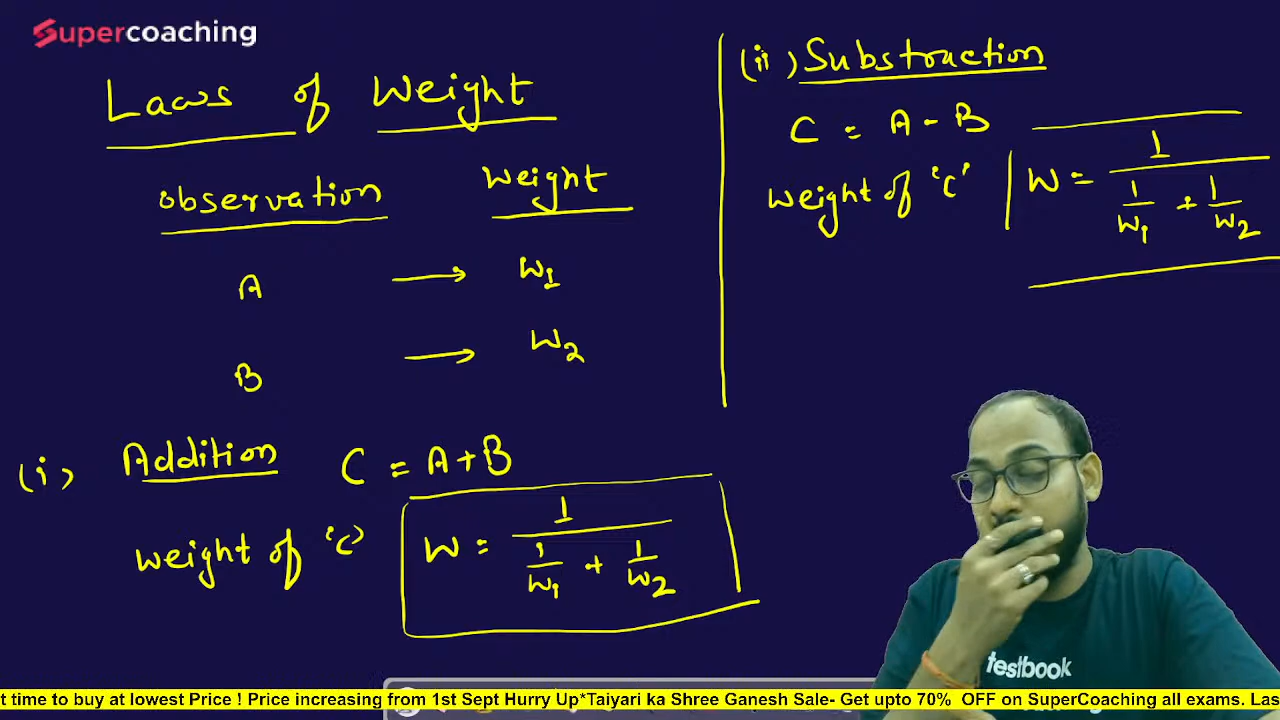 Supercoaching
Laws of Weight
Observation Weight
A → W1
B → W2
(i) Addition C = A+B
Weight of 'C' W = 1 / (1/W1 + 1/W2)
(ii) Substraction
C = A - B
Weight of 'C' W = 1 / (1/W1 + 1/W2)
testbook
t time to buy at lowest Price ! Price increasing from 1st Sept Hurry Up*Taiyari ka Shree Ganesh Sale- Get upto 70% OFF on SuperCoaching all exams. Las